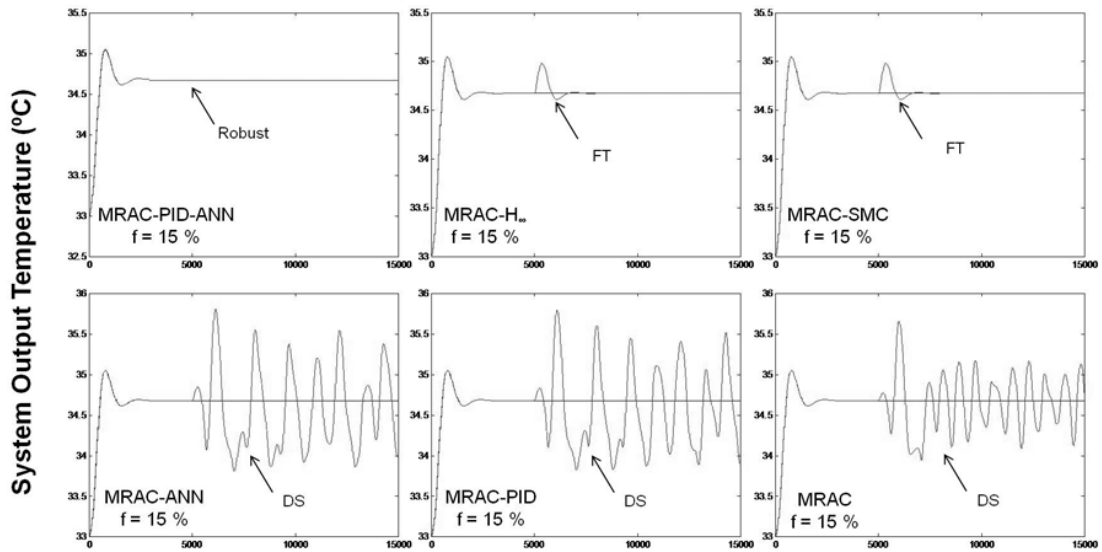 System Output Temperature (ºC)
35.5
35
34.5
34
33.5
33
32.5
0 5000 10000 15000
Robust
MRAC-PID-ANN
f = 15 %
35.5
35
34.5
34
33.5
33
0 5000 10000 15000
FT
MRAC-H∞
f = 15 %
35.5
35
34.5
34
33.5
33
0 5000 10000 15000
FT
MRAC-SMC
f = 15 %
36
35.5
35
34.5
34
33.5
33
0 5000 10000 15000
DS
MRAC-ANN
f = 15 %
36
35.5
35
34.5
34
33.5
33
0 5000 10000 15000
DS
MRAC-PID
f = 15 %
36
35.5
35
34.5
34
33.5
33
0 5000 10000 15000
DS
MRAC
f = 15 %